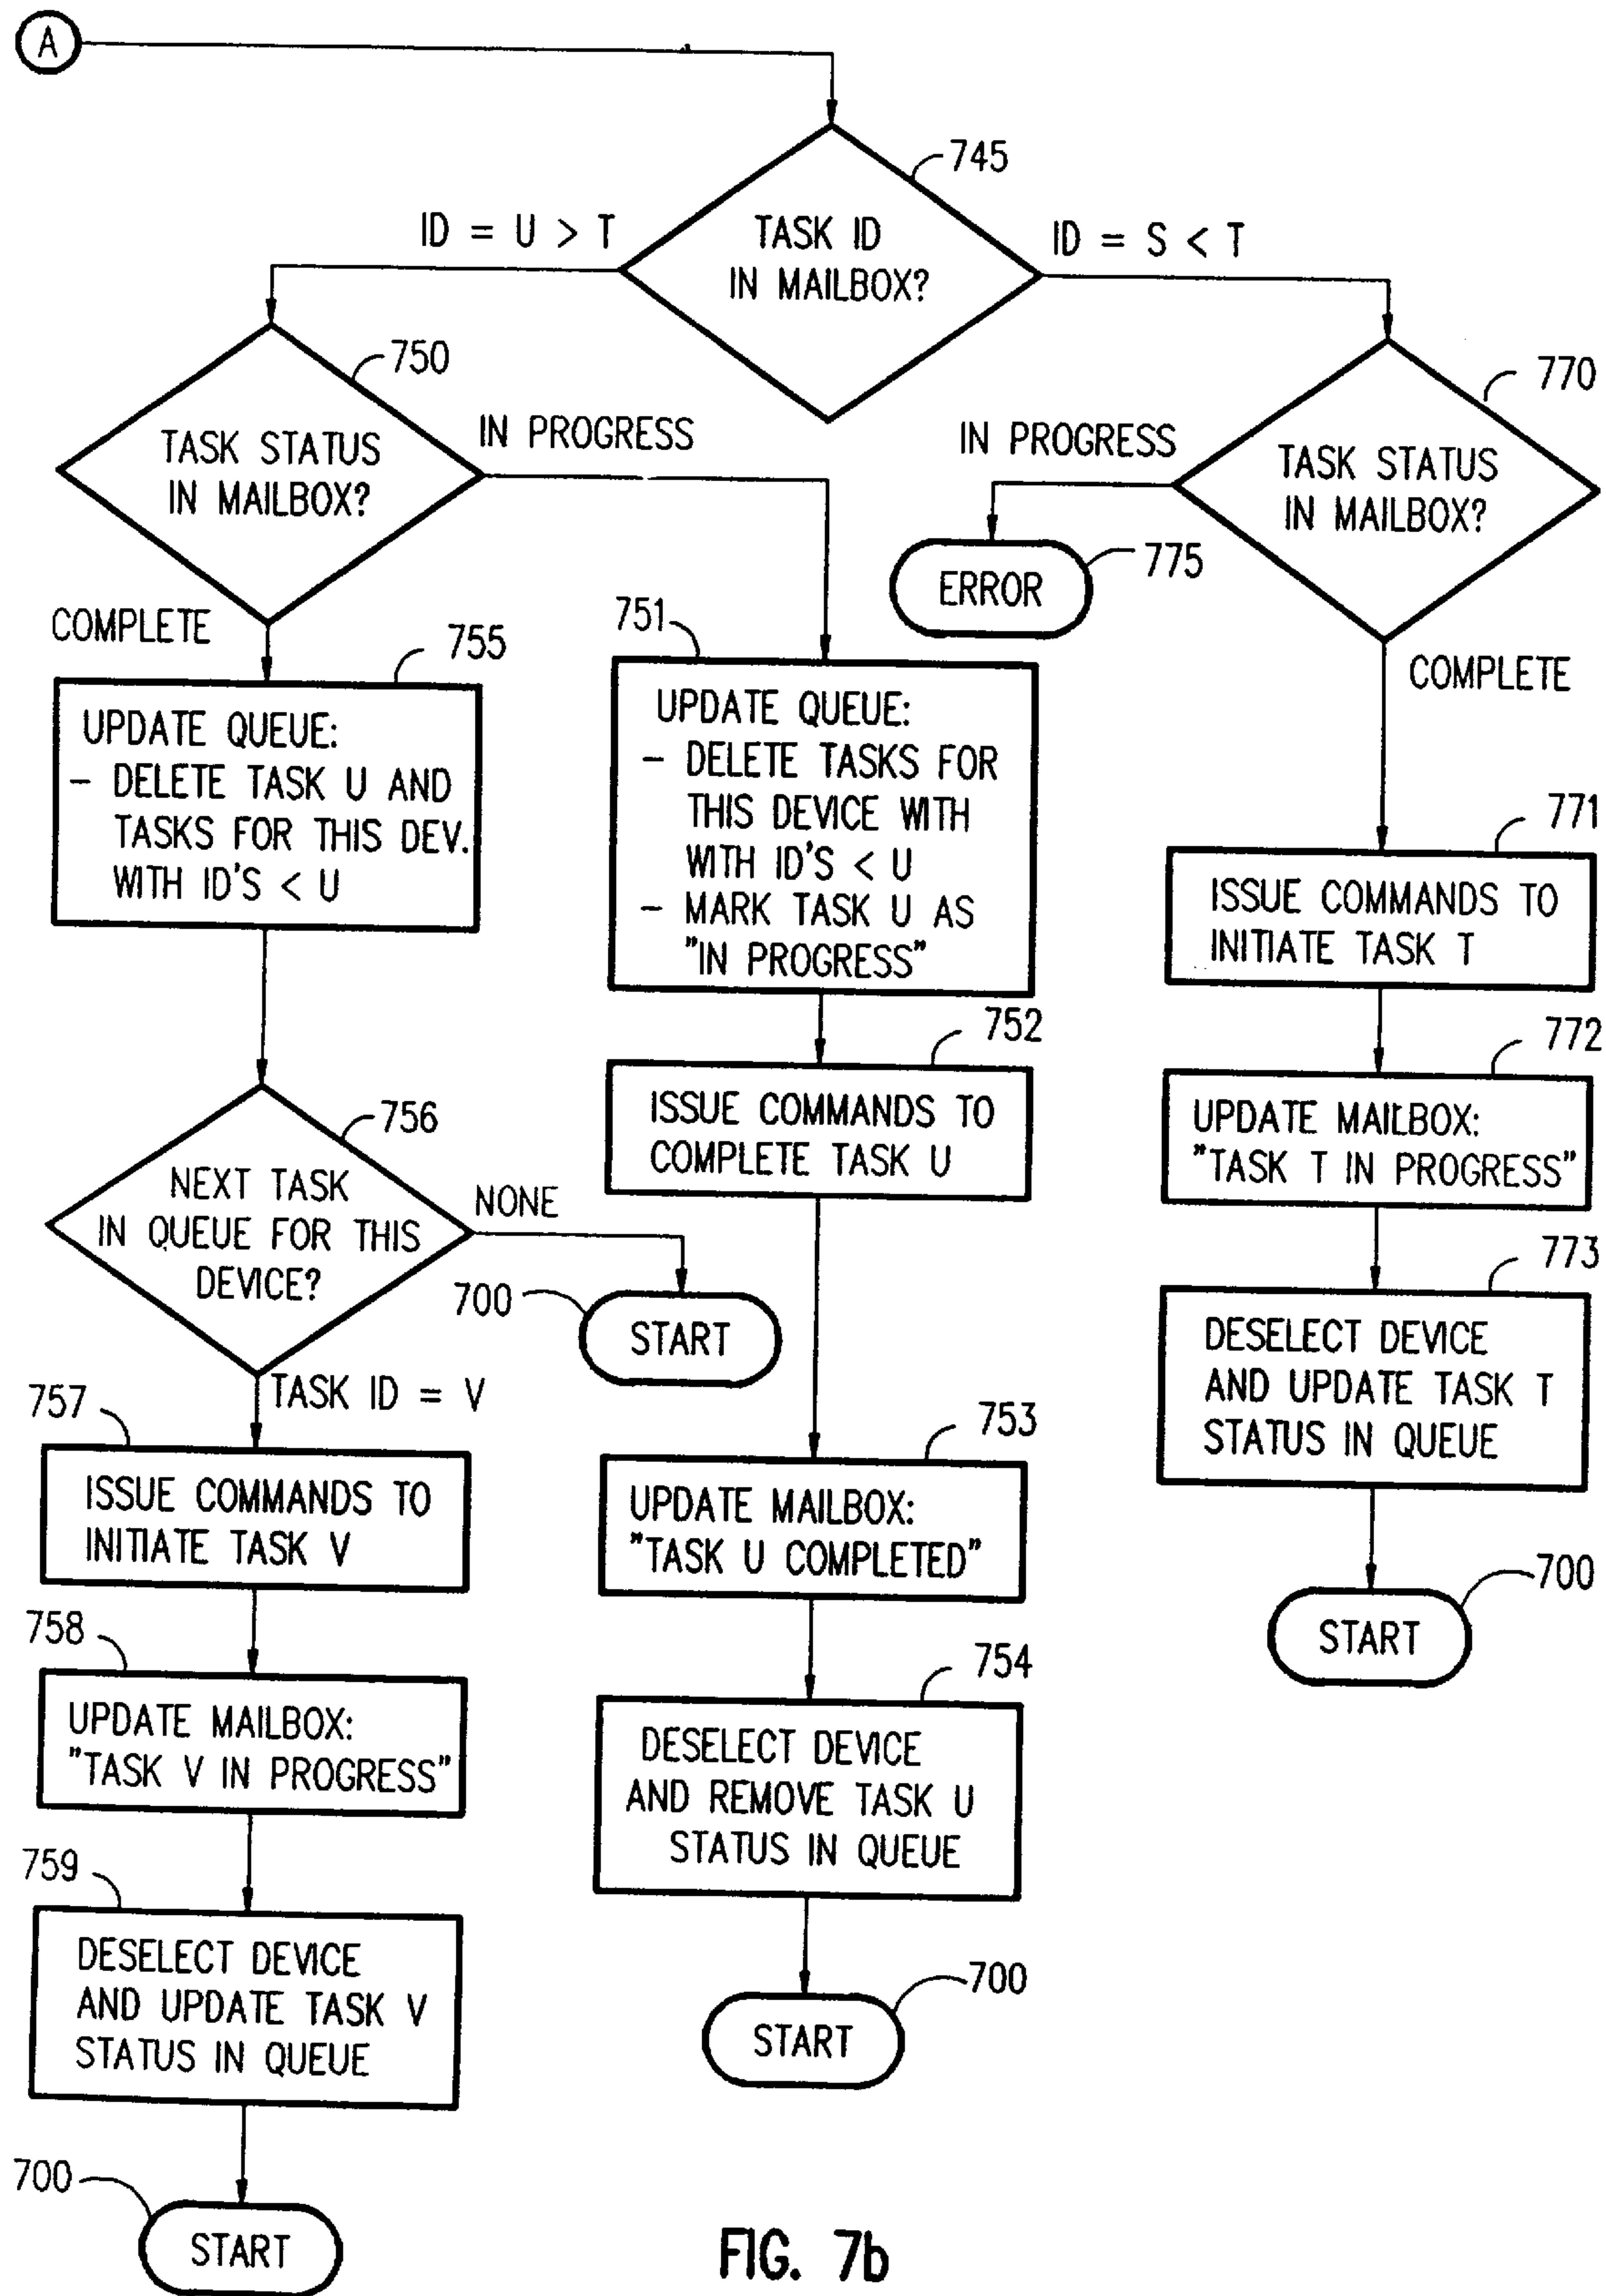 A
745
ID = U > T
TASK ID
IN MAILBOX?
ID = S < T
750
TASK STATUS
IN MAILBOX?
IN PROGRESS
COMPLETE
770
TASK STATUS
IN MAILBOX?
IN PROGRESS
ERROR
775
COMPLETE
755
UPDATE QUEUE:
- DELETE TASK U AND
TASKS FOR THIS DEV.
WITH ID'S < U
751
UPDATE QUEUE:
- DELETE TASKS FOR
THIS DEVICE WITH
WITH ID'S < U
- MARK TASK U AS
"IN PROGRESS"
771
ISSUE COMMANDS TO
INITIATE TASK T
752
ISSUE COMMANDS TO
COMPLETE TASK U
772
UPDATE MAILBOX:
"TASK T IN PROGRESS"
756
NEXT TASK
IN QUEUE FOR THIS
DEVICE?
NONE
700
START
TASK ID = V
773
DESELECT DEVICE
AND UPDATE TASK T
STATUS IN QUEUE
700
START
757
ISSUE COMMANDS TO
INITIATE TASK V
753
UPDATE MAILBOX:
"TASK U COMPLETED"
758
UPDATE MAILBOX:
"TASK V IN PROGRESS"
754
DESELECT DEVICE
AND REMOVE TASK U
STATUS IN QUEUE
759
DESELECT DEVICE
AND UPDATE TASK V
STATUS IN QUEUE
700
START
700
START
FIG. 7b